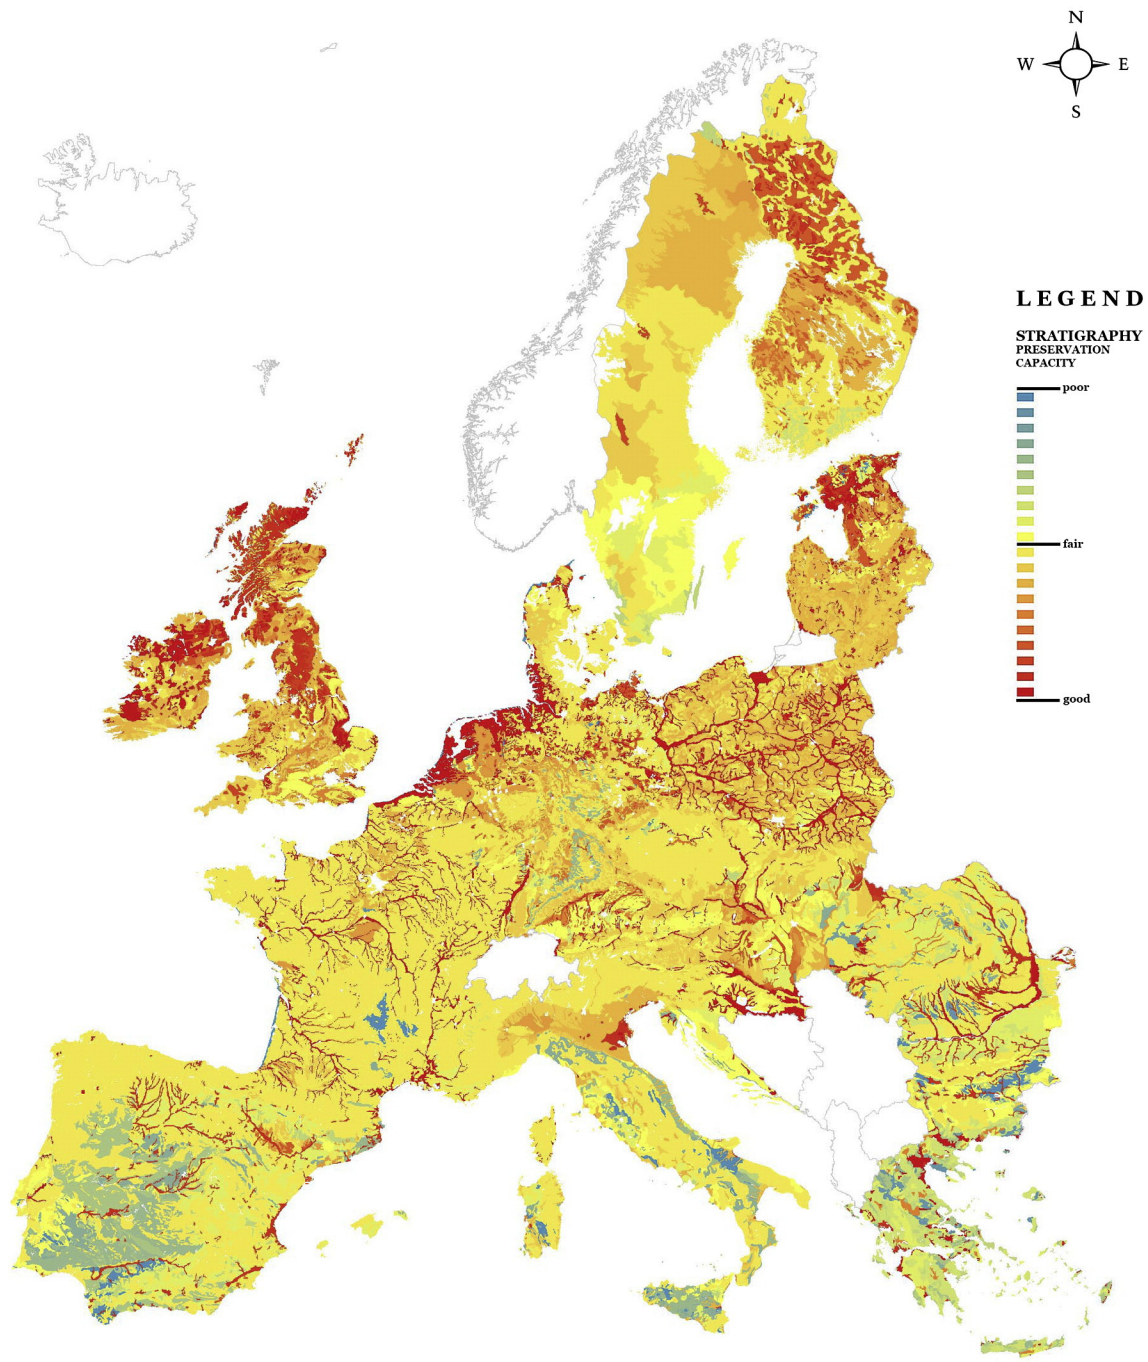 N
W E
S
LEGEND
STRATIGRAPHY
PRESERVATION
CAPACITY
poor
fair
good